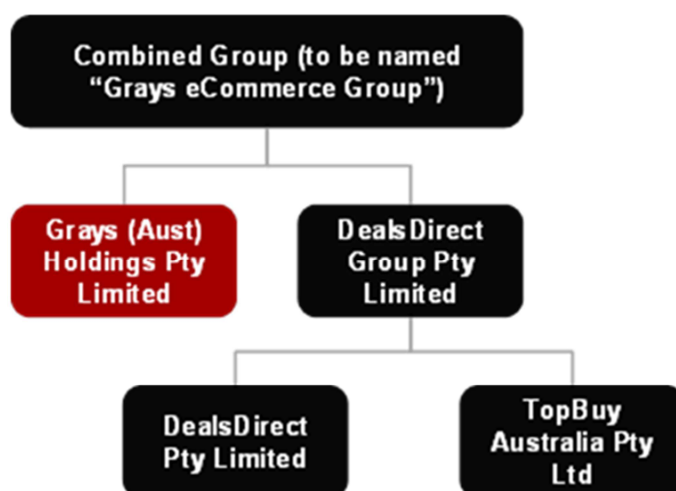 Combined Group (to be named
“Grays eCommerce Group”)
Grays (Aust)
Holdings Pty
Limited
DealsDirect
Group Pty
Limited
DealsDirect
Pty Limited
TopBuy
Australia Pty
Ltd